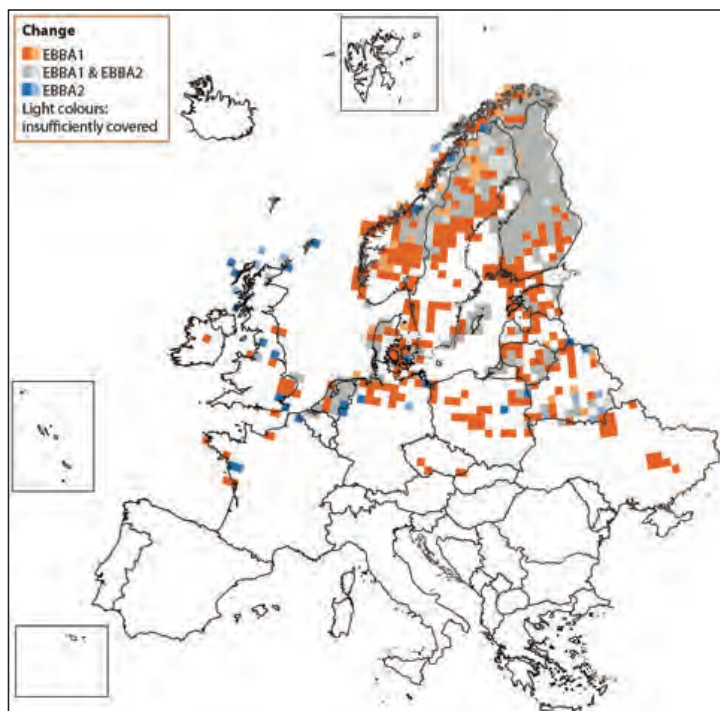 Change
EBBA1
EBBA1 & EBBA2
EBBA2
Light colours:
insufficiently covered